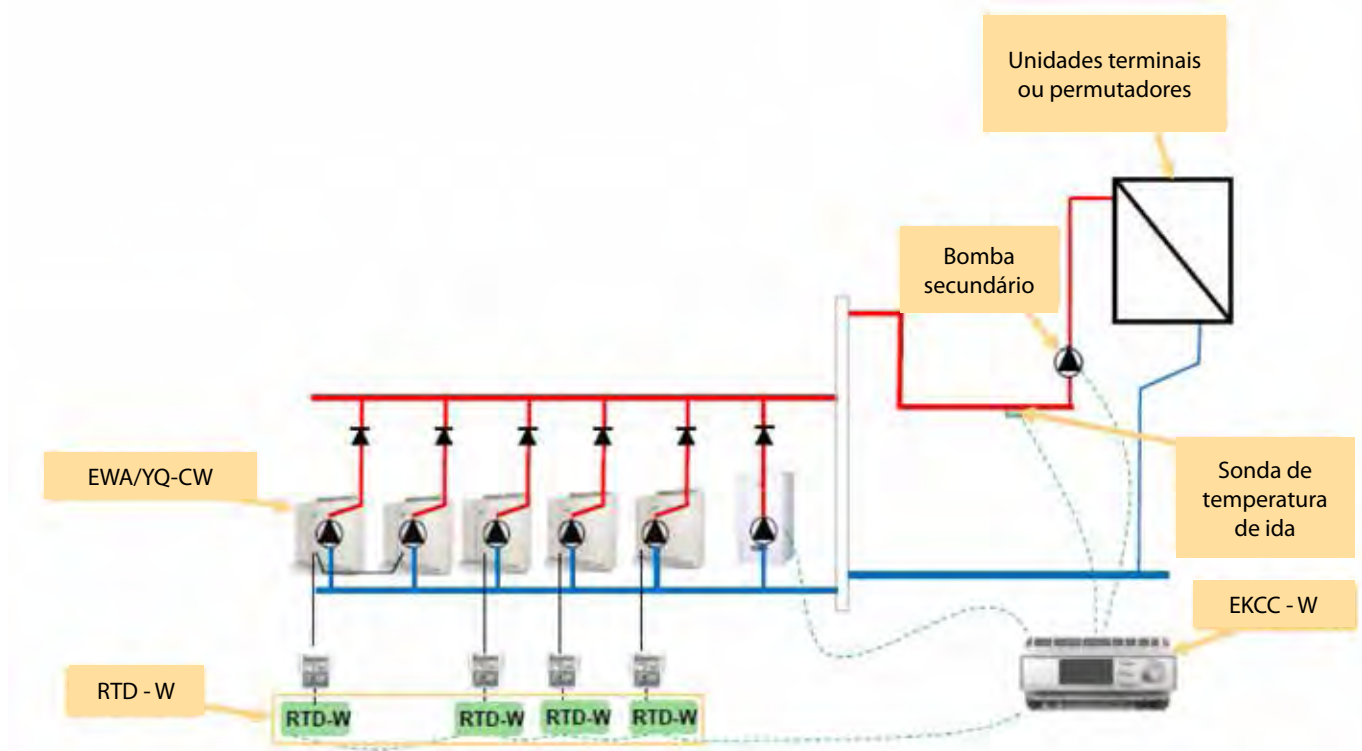 Unidades terminais
ou permutadores
Bomba
secundário
EWA/YQ-CW
Sonda de
temperatura
de ida
EKCC - W
RTD - W
RTD-W
RTD-W
RTD-W
RTD-W